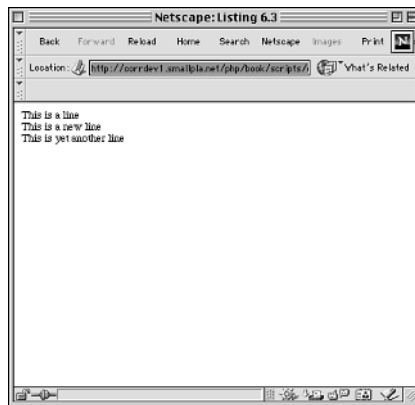 Netscape: Listing 6.3
Back Forward Reload Home Search Netscape Images Print N
Location: http://corrdev1.smallpla.net/php/book/scripts/ What's Related
This is a line
This is a new line
This is yet another line